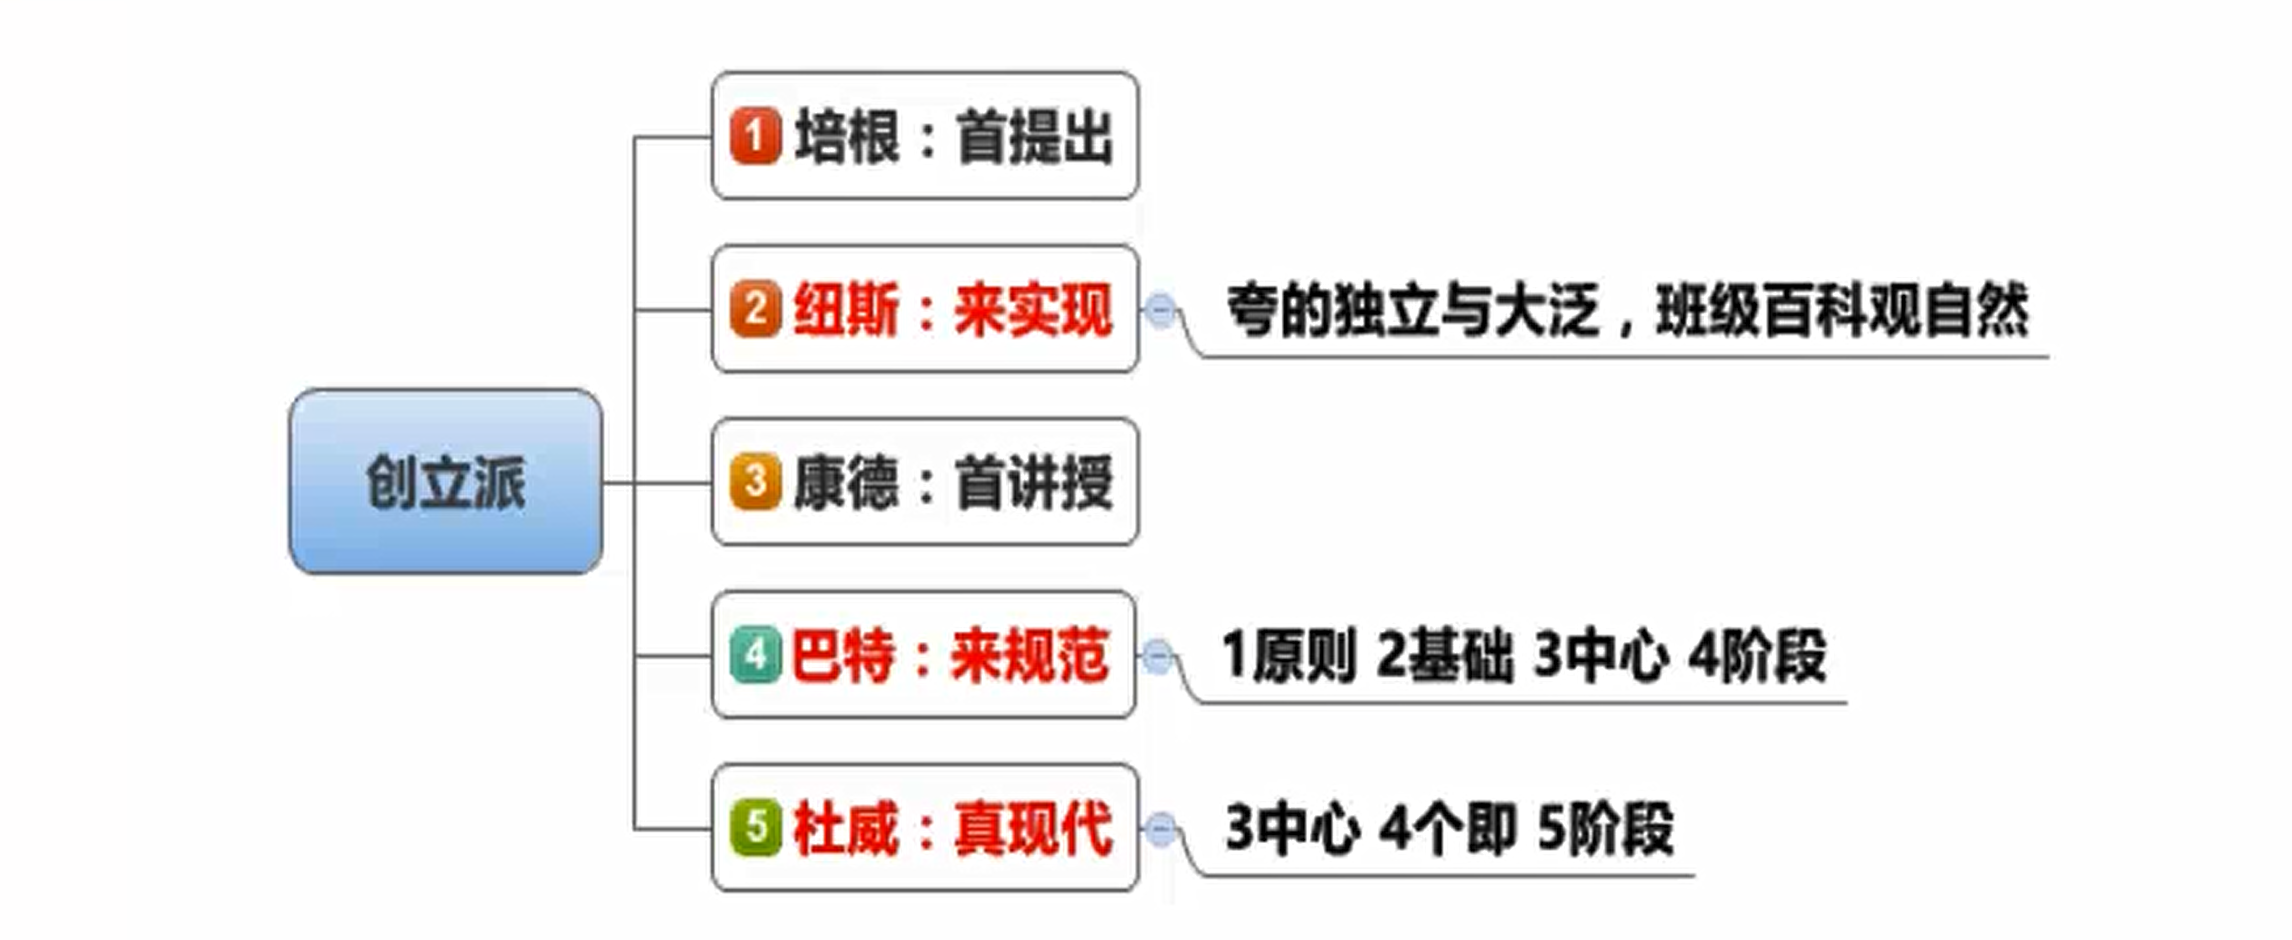 创立派
1 培根：首提出
2 纽斯：来实现
夸的独立与大泛，班级百科观自然
3 康德：首讲授
4 巴特：来规范
1原则 2基础 3中心 4阶段
5 杜威：真现代
3中心 4个即 5阶段